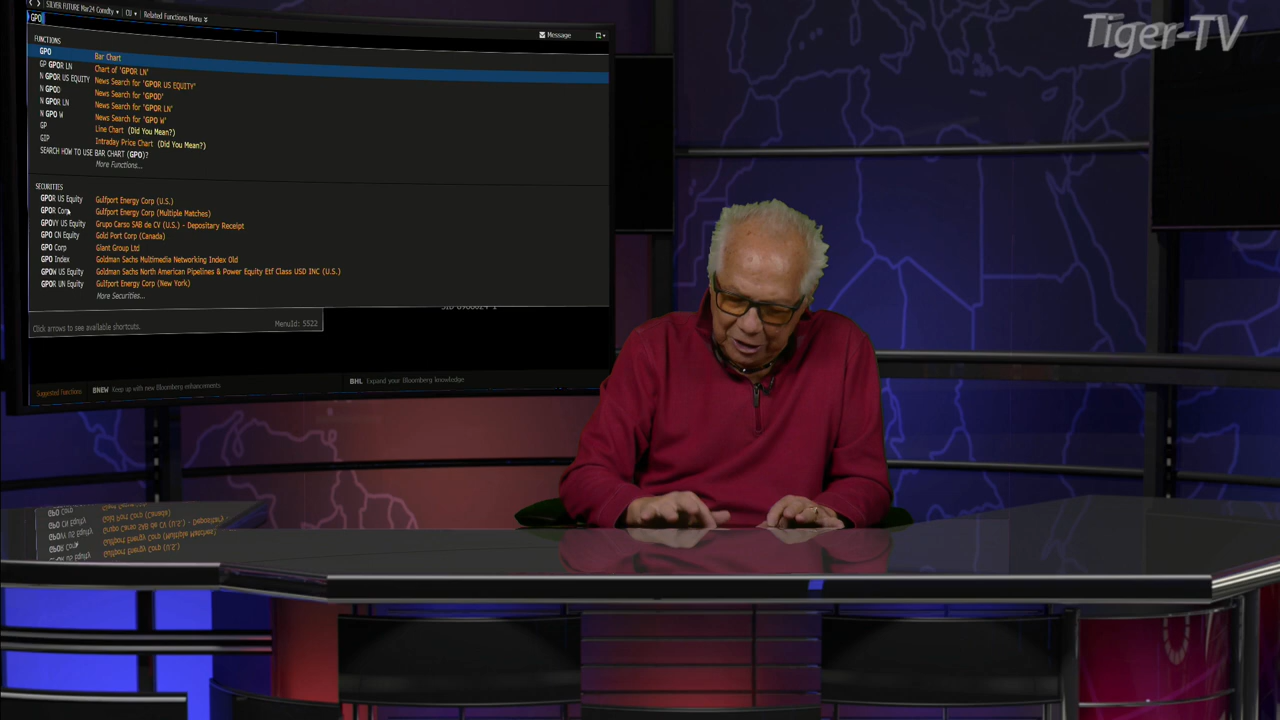 SILVER FUTURE Mar24 Comdty CU Related Functions Menu
GPO
Message
Tiger-TV
FUNCTIONS
GPO Bar Chart
GP GPOR LN Chart of 'GPOR LN'
N GPOR US EQUITY News Search for 'GPOR US EQUITY'
N GPOD News Search for 'GPOD'
N GPOR LN News Search for 'GPOR LN'
N GPO W News Search for 'GPO W'
GP Line Chart (Did You Mean?)
GIP Intraday Price Chart (Did You Mean?)
SEARCH HOW TO USE BAR CHART (GPO)?
More Functions...
SECURITIES
GPOR US Equity Gulfport Energy Corp (U.S.)
GPOR Corp Gulfport Energy Corp (Multiple Matches)
GPOVY US Equity Grupo Carso SAB de CV (U.S.) - Depositary Receipt
GPO CN Equity Gold Port Corp (Canada)
GPO Corp Giant Group Ltd
GPO Index Goldman Sachs Multimedia Networking Index Old
GPOW US Equity Goldman Sachs North American Pipelines & Power Equity Etf Class USD INC (U.S.)
GPOR UN Equity Gulfport Energy Corp (New York)
More Securities...
Click arrows to see available shortcuts. MenuId: 5522
Suggested Functions BNEW Keep up with new Bloomberg enhancements BHL Expand your Bloomberg knowledge